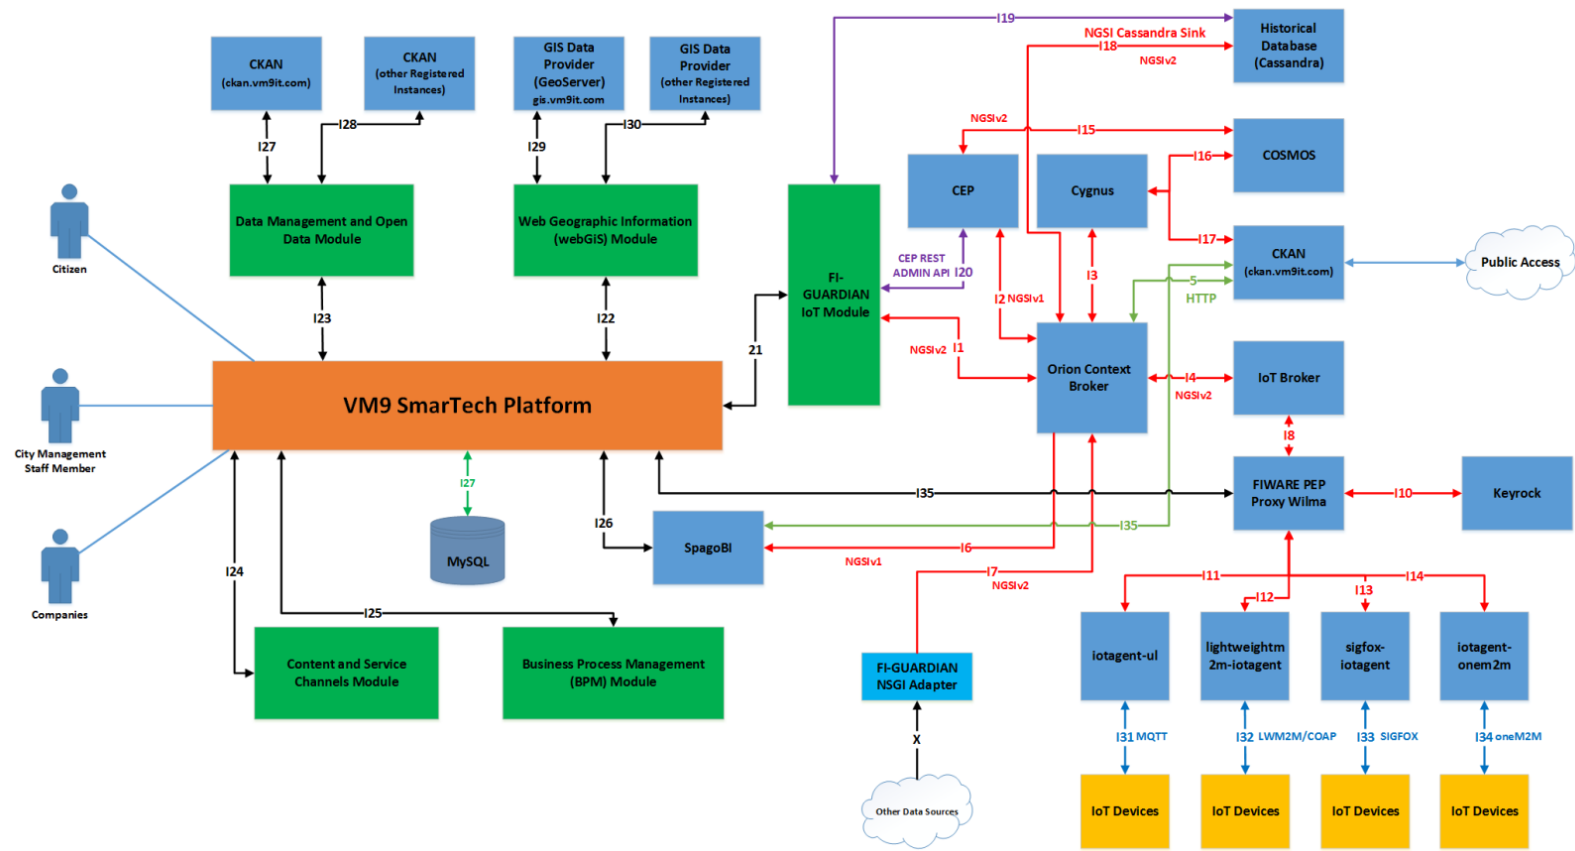 I19
NGSI Cassandra Sink
I18
NGSIv2
Historical
Database
(Cassandra)
CKAN
(ckan.vm9it.com)
CKAN
(other Registered
Instances)
GIS Data
Provider
(GeoServer)
gis.vm9it.com
GIS Data
Provider
(other Registered
Instances)
I27
I28
I29
I30
NGSIv2
I15
I16
COSMOS
CEP
Cygnus
I17
Citizen
Data Management and Open
Data Module
Web Geographic Information
(webGIS) Module
FI-
GUARDIAN
IoT Module
CEP REST
ADMIN API
I20
I2
NGSIv1
I3
5
HTTP
CKAN
(ckan.vm9it.com)
Public Access
I23
I22
21
NGSIv2
I1
Orion Context
Broker
I4
NGSIv2
IoT Broker
VM9 SmarTech Platform
City Management
Staff Member
I8
I27
I26
I35
FIWARE PEP
Proxy Wilma
I10
Keyrock
I35
MySQL
SpagoBI
I6
NGSIv1
I7
NGSIv2
I24
I25
Companies
I11
I12
I13
I14
Content and Service
Channels Module
Business Process Management
(BPM) Module
FI-GUARDIAN
NSGI Adapter
iotagent-ul
lightweightm
2m-iotagent
sigfox-
iotagent
iotagent-
onem2m
X
I31 MQTT
I32 LWM2M/COAP
I33 SIGFOX
I34 oneM2M
Other Data Sources
IoT Devices
IoT Devices
IoT Devices
IoT Devices